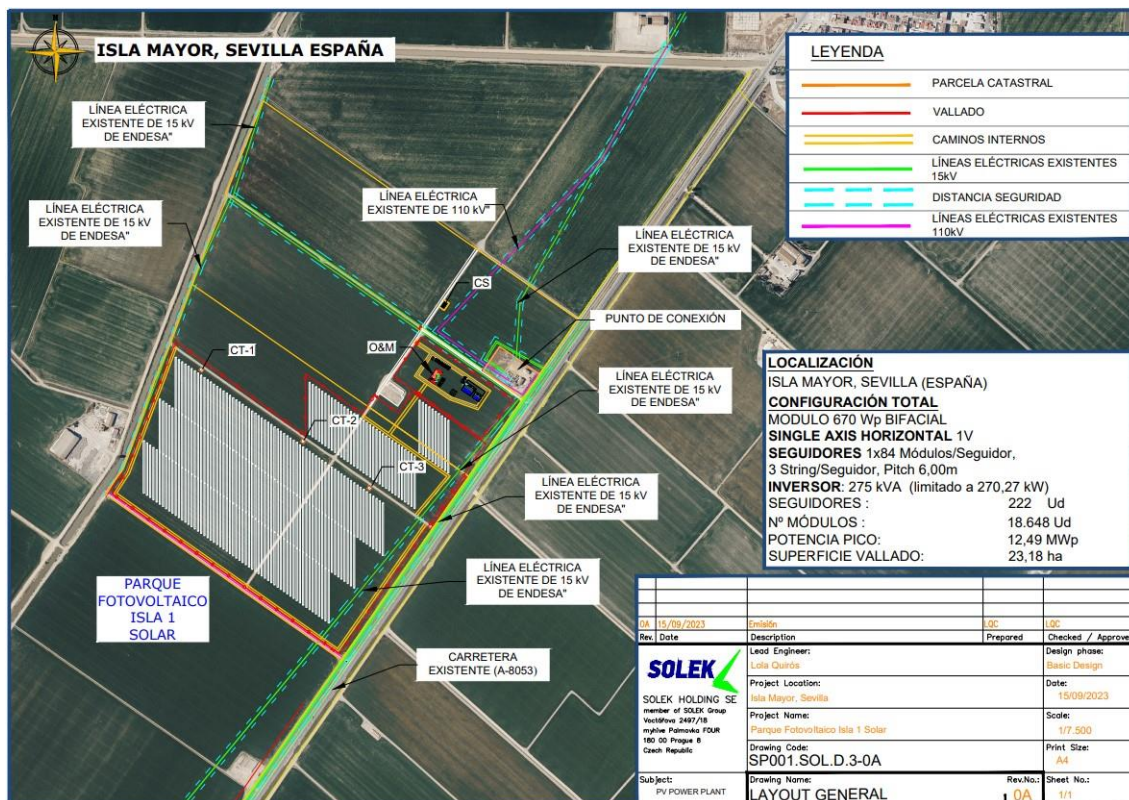 ISLA MAYOR, SEVILLA ESPAÑA
LÍNEA ELÉCTRICA
EXISTENTE DE 15 kV
DE ENDESA"
LÍNEA ELÉCTRICA
EXISTENTE DE 15 kV
DE ENDESA"
LÍNEA ELÉCTRICA
EXISTENTE DE 110 kV"
LÍNEA ELÉCTRICA
EXISTENTE DE 15 kV
DE ENDESA"
CS
PUNTO DE CONEXIÓN
O&M
CT-1
LÍNEA ELÉCTRICA
EXISTENTE DE 15 kV
DE ENDESA"
CT-2
CT-3
LÍNEA ELÉCTRICA
EXISTENTE DE 15 kV
DE ENDESA"
LÍNEA ELÉCTRICA
EXISTENTE DE 15 kV
DE ENDESA"
PARQUE
FOTOVOLTAICO
ISLA 1
SOLAR
CARRETERA
EXISTENTE (A-8053)
LEYENDA
PARCELA CATASTRAL
VALLADO
CAMINOS INTERNOS
LÍNEAS ELÉCTRICAS EXISTENTES
15kV
DISTANCIA SEGURIDAD
LÍNEAS ELÉCTRICAS EXISTENTES
110kV
LOCALIZACIÓN
ISLA MAYOR, SEVILLA (ESPAÑA)
CONFIGURACIÓN TOTAL
MODULO 670 Wp BIFACIAL
SINGLE AXIS HORIZONTAL 1V
SEGUIDORES 1x84 Módulos/Seguidor,
3 String/Seguidor, Pitch 6,00m
INVERSOR: 275 kVA (limitado a 270,27 kW)
SEGUIDORES : 222 Ud
Nº MÓDULOS : 18.648 Ud
POTENCIA PICO: 12,49 MWp
SUPERFICIE VALLADO: 23,18 ha
0A 15/09/2023 Emisión LQC LQC
Rev. Date Description Prepared Checked / Approve
SOLEK
SOLEK HOLDING SE
member of SOLEK Group
Voctářova 2497/18
myhive Palmovka FOUR
180 00 Prague 8
Czech Republic
Lead Engineer:
Lola Quirós
Design phase:
Basic Design
Project Location:
Isla Mayor, Sevilla
Date:
15/09/2023
Project Name:
Parque Fotovoltaico Isla 1 Solar
Scale:
1/7.500
Drawing Code:
SP001.SOL.D.3-0A
Print Size:
A4
Subject:
PV POWER PLANT
Drawing Name:
LAYOUT GENERAL
Rev.No.:
0A
Sheet No.:
1/1